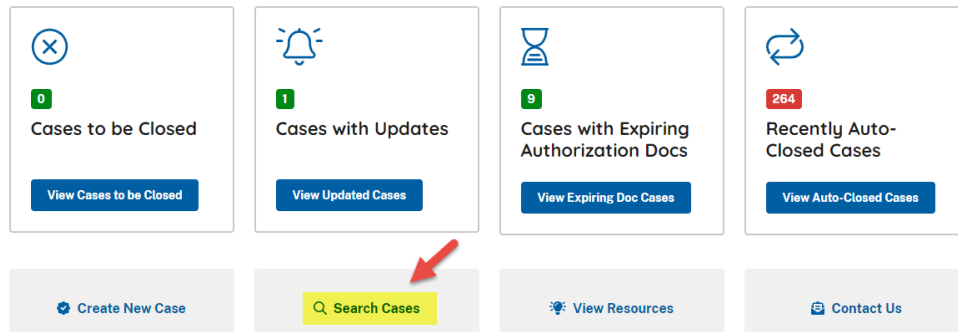 0
Cases to be Closed
View Cases to be Closed
1
Cases with Updates
View Updated Cases
9
Cases with Expiring
Authorization Docs
View Expiring Doc Cases
264
Recently Auto-
Closed Cases
View Auto-Closed Cases
Create New Case
Search Cases
View Resources
Contact Us